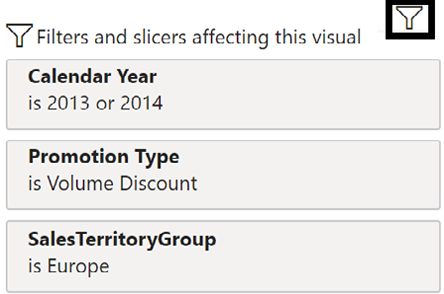 Filters and slicers affecting this visual
Calendar Year
is 2013 or 2014
Promotion Type
is Volume Discount
SalesTerritoryGroup
is Europe